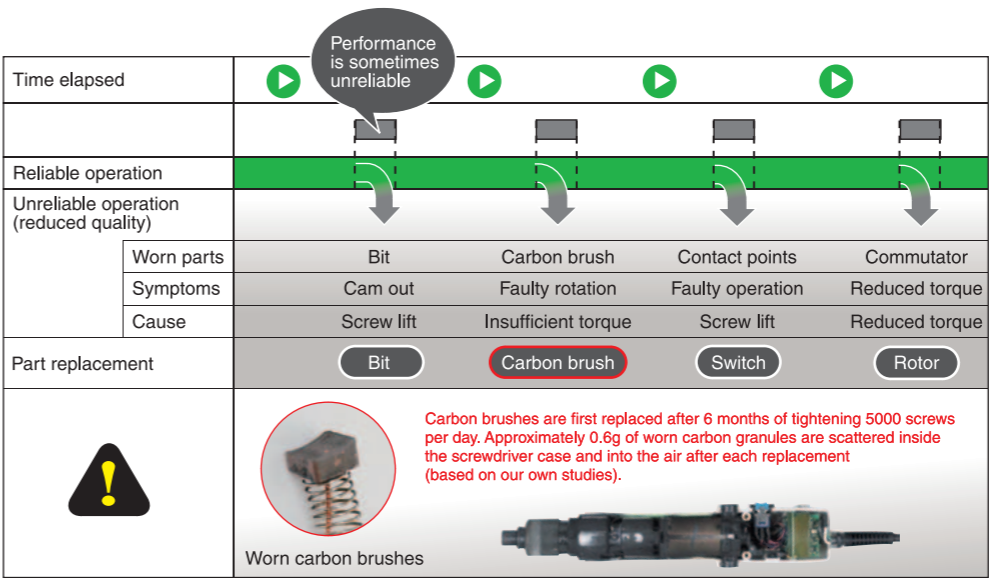 Performance
is sometimes
unreliable
Time elapsed
Reliable operation
Unreliable operation
(reduced quality)
Worn parts Bit Carbon brush Contact points Commutator
Symptoms Cam out Faulty rotation Faulty operation Reduced torque
Cause Screw lift Insufficient torque Screw lift Reduced torque
Part replacement Bit Carbon brush Switch Rotor
Carbon brushes are first replaced after 6 months of tightening 5000 screws
per day. Approximately 0.6g of worn carbon granules are scattered inside
the screwdriver case and into the air after each replacement
(based on our own studies).
Worn carbon brushes